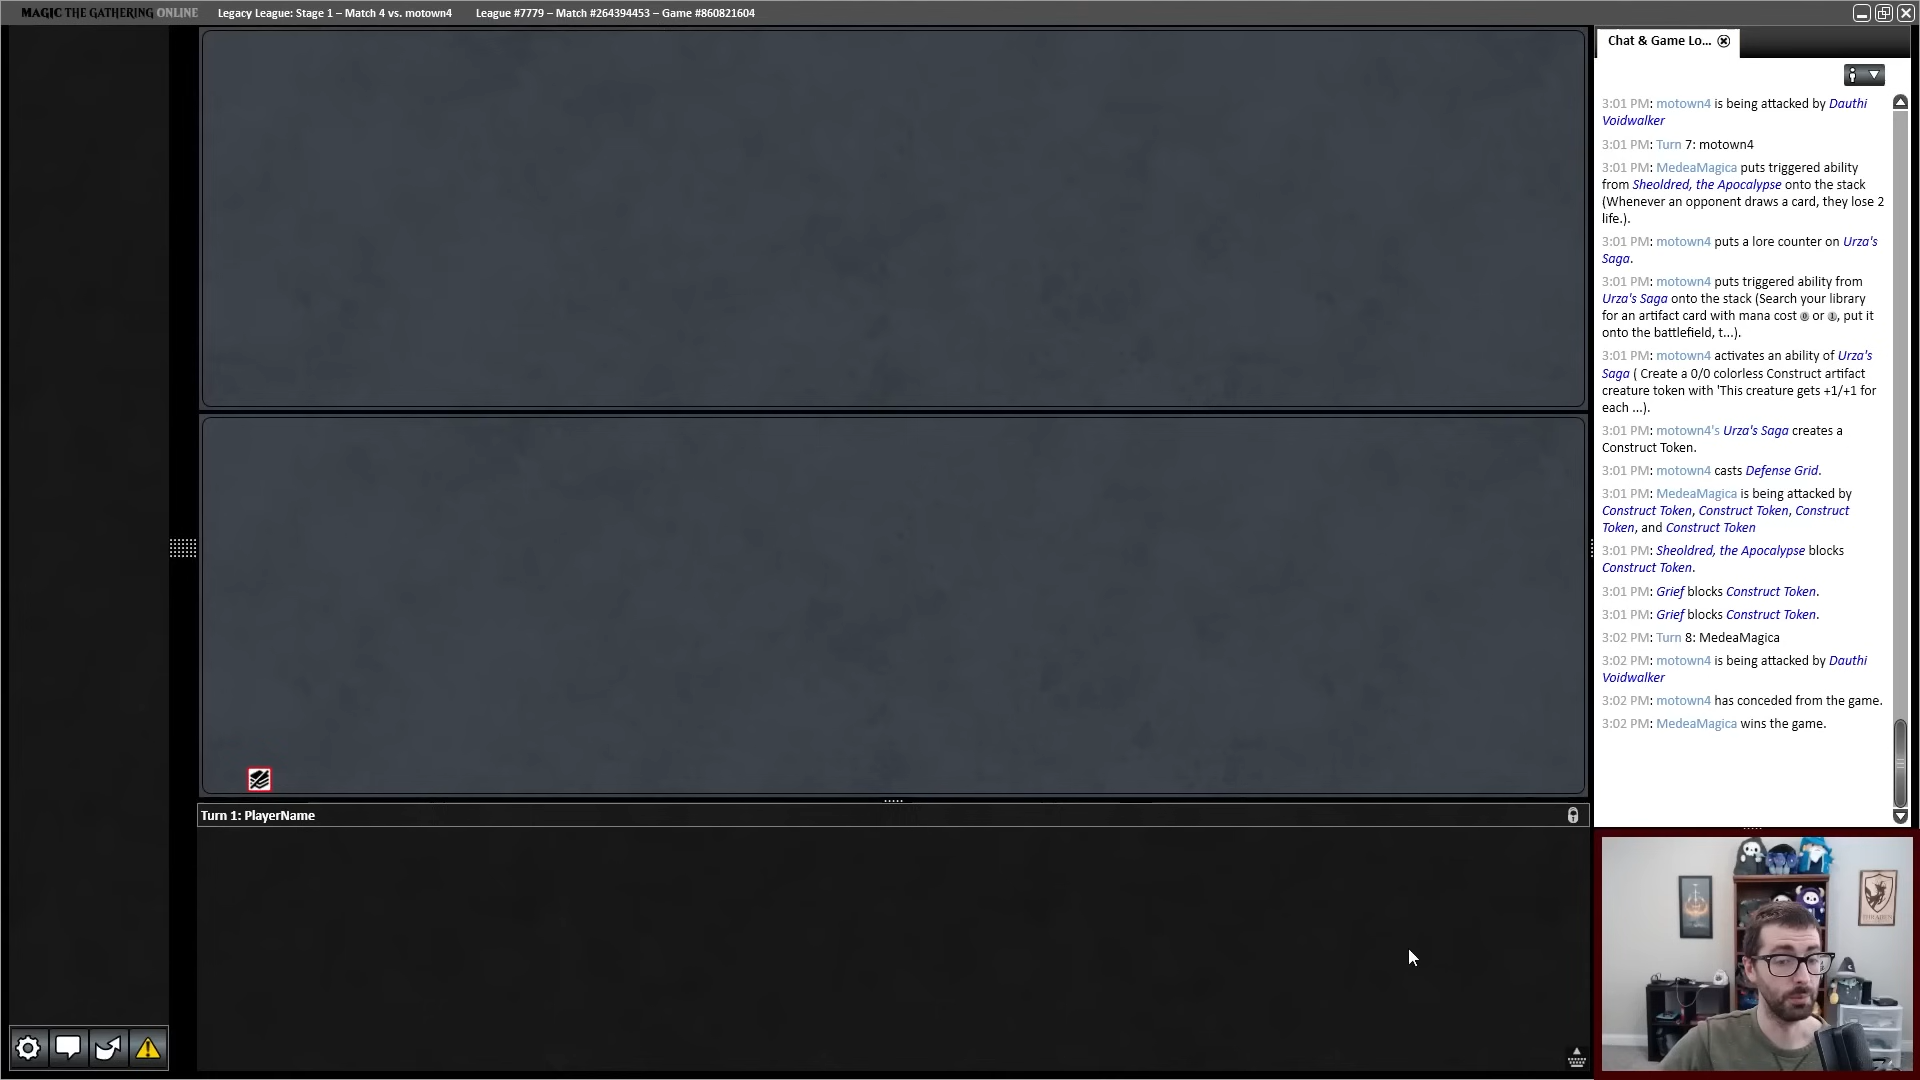 MAGIC THE GATHERING ONLINE Legacy League: Stage 1 – Match 4 vs. motown4 League #7779 – Match #264394453 – Game #860821604
Chat & Game Lo...
3:01 PM: motown4 is being attacked by Dauthi
Voidwalker
3:01 PM: Turn 7: motown4
3:01 PM: MedeaMagica puts triggered ability
from Sheoldred, the Apocalypse onto the stack
(Whenever an opponent draws a card, they lose 2
life.).
3:01 PM: motown4 puts a lore counter on Urza's
Saga.
3:01 PM: motown4 puts triggered ability from
Urza's Saga onto the stack (Search your library
for an artifact card with mana cost 0 or 1, put it
onto the battlefield, t...).
3:01 PM: motown4 activates an ability of Urza's
Saga ( Create a 0/0 colorless Construct artifact
creature token with 'This creature gets +1/+1 for
each ...).
3:01 PM: motown4's Urza's Saga creates a
Construct Token.
3:01 PM: motown4 casts Defense Grid.
3:01 PM: MedeaMagica is being attacked by
Construct Token, Construct Token, Construct
Token, and Construct Token
3:01 PM: Sheoldred, the Apocalypse blocks
Construct Token.
3:01 PM: Grief blocks Construct Token.
3:01 PM: Grief blocks Construct Token.
3:02 PM: Turn 8: MedeaMagica
3:02 PM: motown4 is being attacked by Dauthi
Voidwalker
3:02 PM: motown4 has conceded from the game.
3:02 PM: MedeaMagica wins the game.
Turn 1: PlayerName